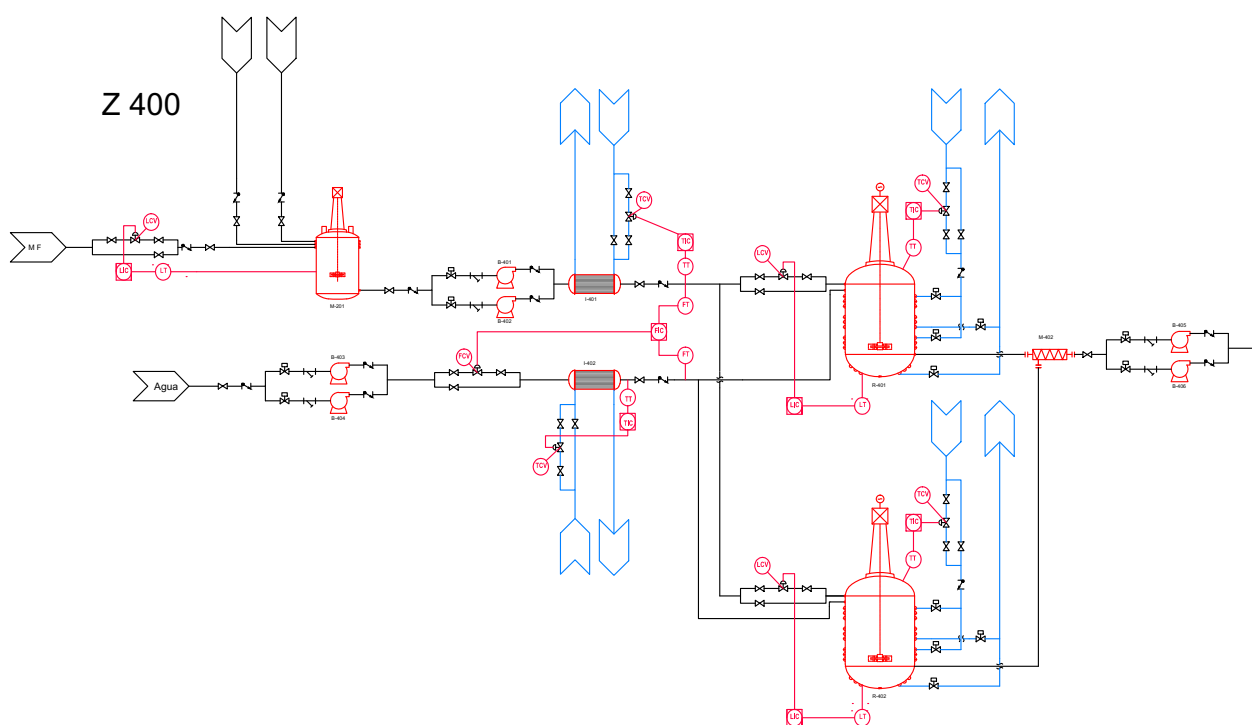 Z 400
M F
LCV
LIC
LT
M-201
B-401
B-402
I-401
TCV
TIC
TT
FT
FIC
FT
Agua
B-403
B-404
FCV
I-402
TT
TIC
TCV
LCV
LIC
LT
R-401
TT
TIC
TCV
M-402
B-405
B-406
LCV
LIC
LT
R-402
TT
TIC
TCV